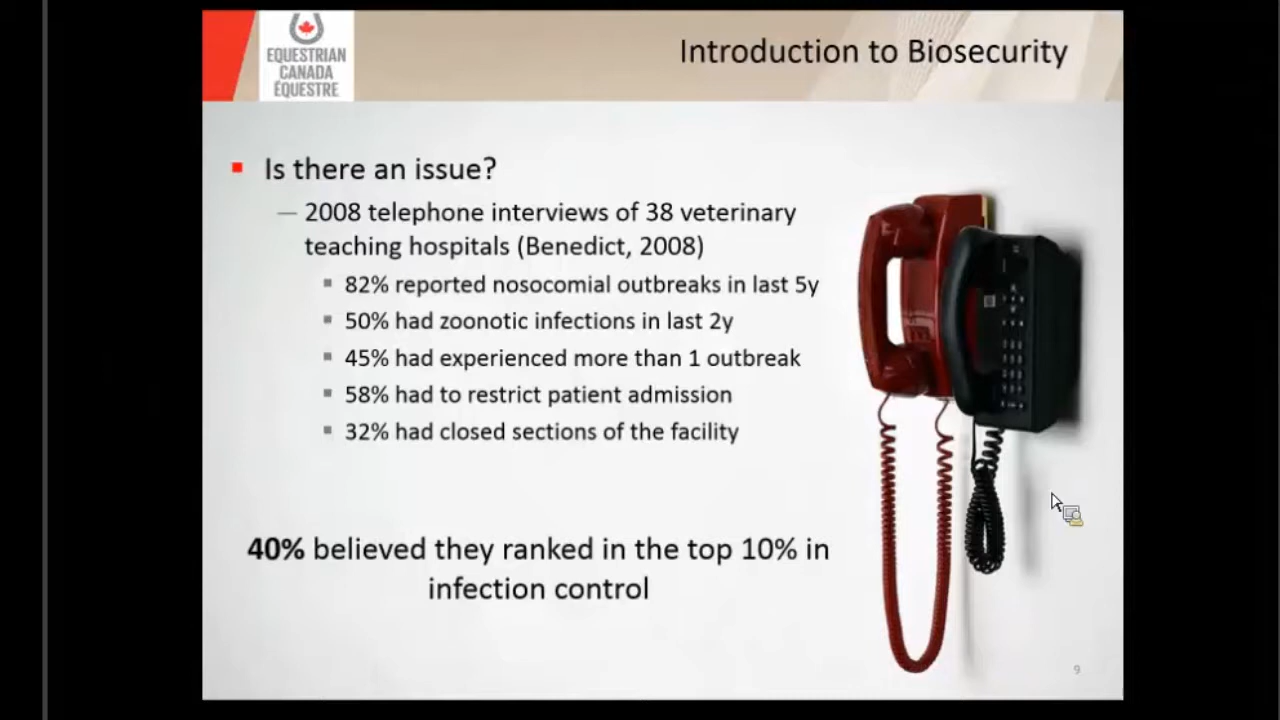 EQUESTRIAN
CANADA
ÉQUESTRE
Introduction to Biosecurity
Is there an issue?
— 2008 telephone interviews of 38 veterinary
teaching hospitals (Benedict, 2008)
82% reported nosocomial outbreaks in last 5y
50% had zoonotic infections in last 2y
45% had experienced more than 1 outbreak
58% had to restrict patient admission
32% had closed sections of the facility
40% believed they ranked in the top 10% in
infection control
9